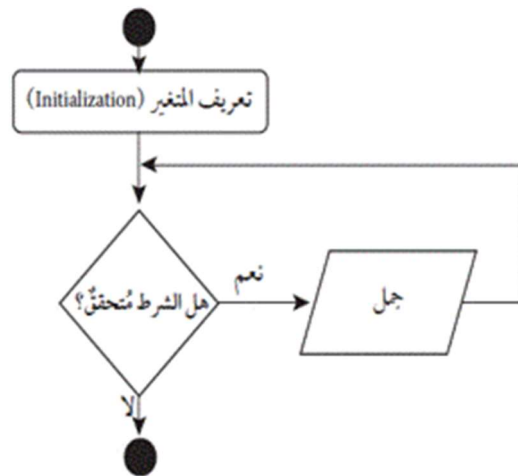 تعريف المتغير (Initialization)
هل الشرط مُتحققٌ؟
نعم
جمل
لا